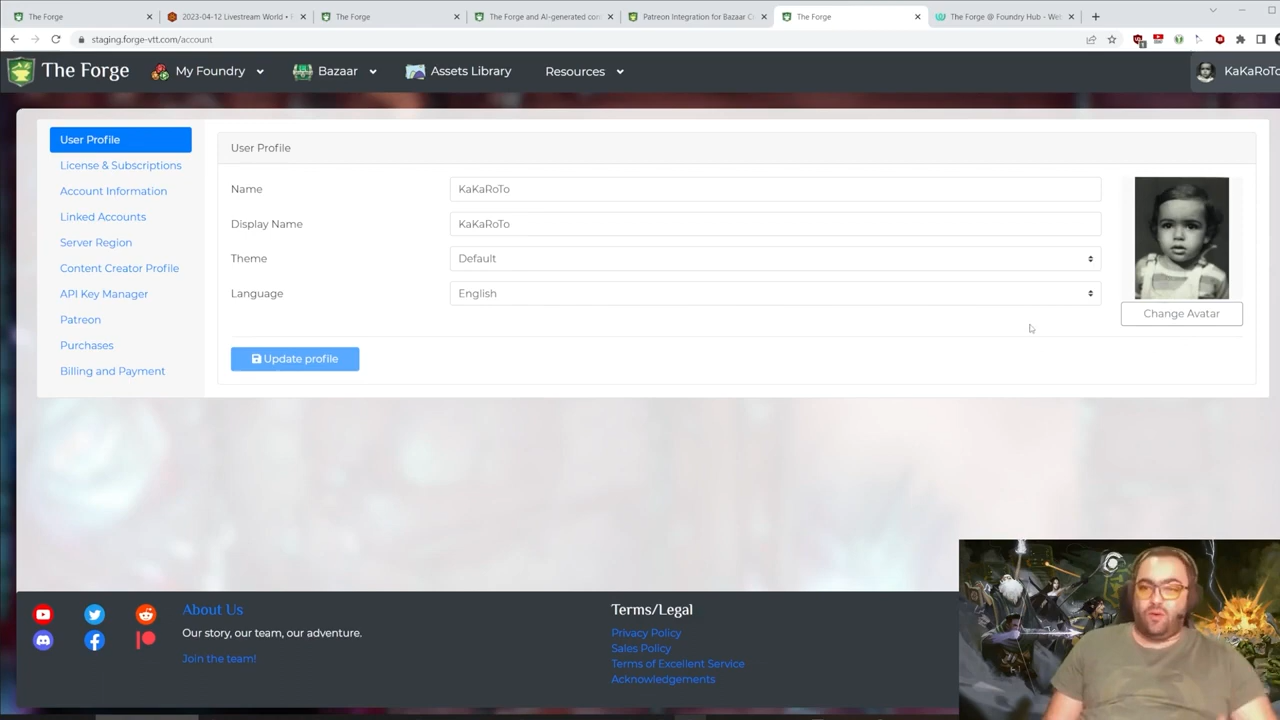 The Forge
2023-04-12 Livestream World •
The Forge
The Forge and AI-generated con
Patreon Integration for Bazaar C
The Forge
The Forge @ Foundry Hub - Wel
staging.forge-vtt.com/account
The Forge
My Foundry
Bazaar
Assets Library
Resources
KaKaRoTo
User Profile
License & Subscriptions
Account Information
Linked Accounts
Server Region
Content Creator Profile
API Key Manager
Patreon
Purchases
Billing and Payment
User Profile
Name
KaKaRoTo
Display Name
KaKaRoTo
Theme
Default
Language
English
Change Avatar
Update profile
About Us
Our story, our team, our adventure.
Join the team!
Terms/Legal
Privacy Policy
Sales Policy
Terms of Excellent Service
Acknowledgements